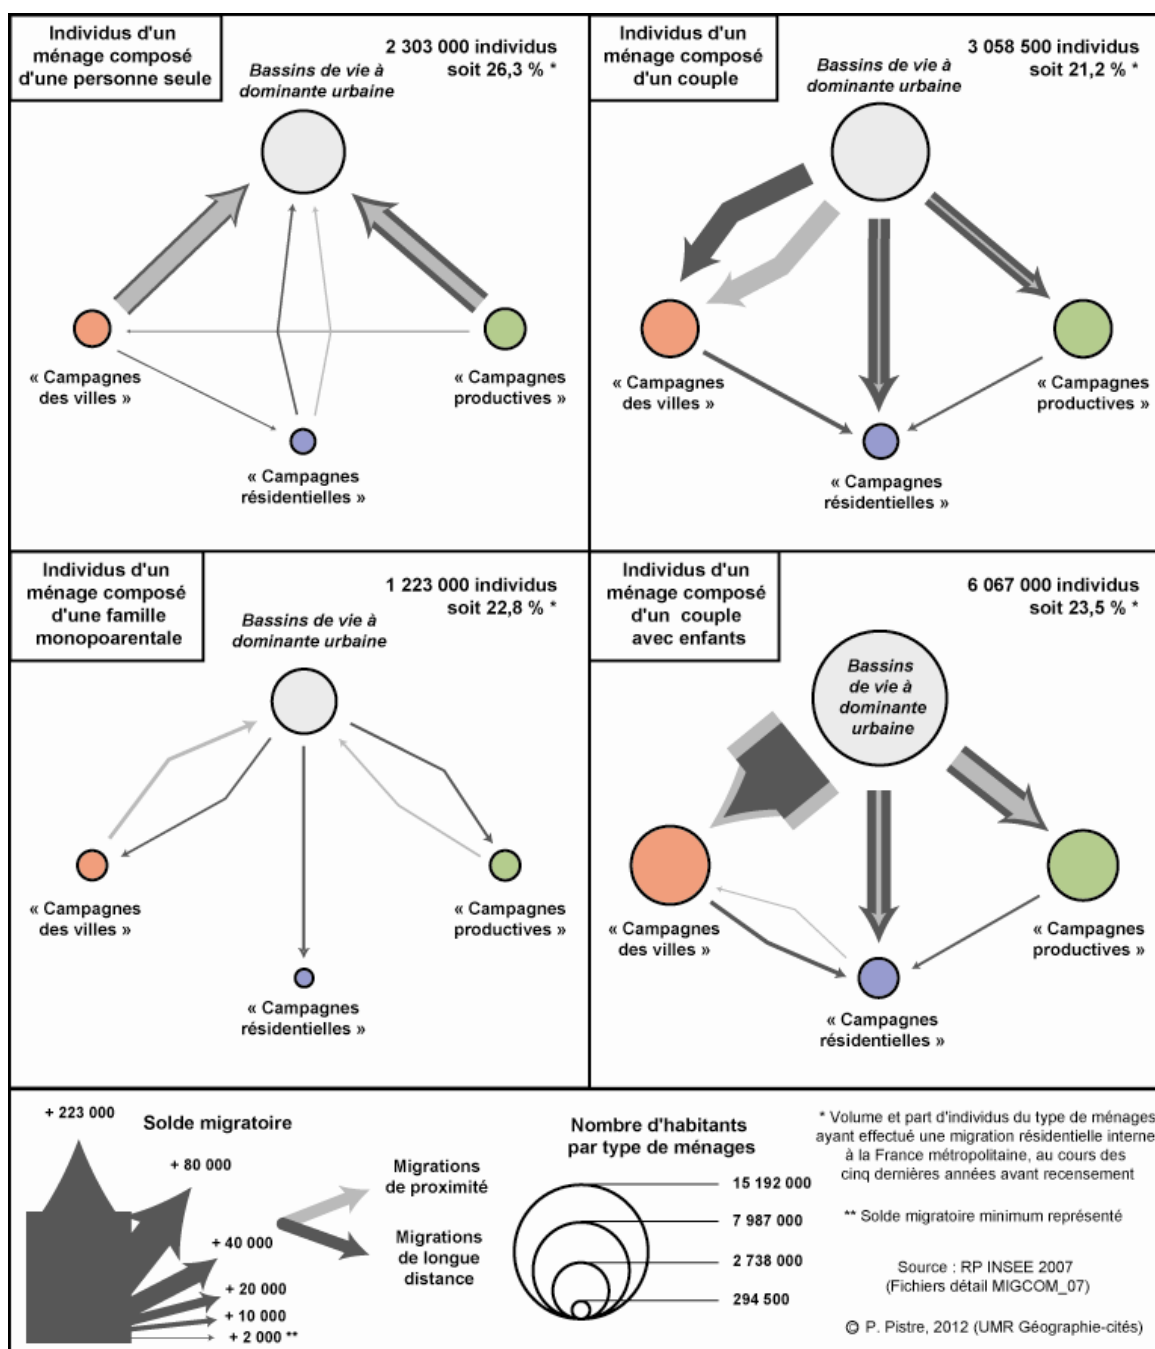 Individus d'un
ménage composé
d'une personne seule
2 303 000 individus
soit 26,3 % *
Bassins de vie à
dominante urbaine
« Campagnes
des villes »
« Campagnes
productives »
« Campagnes
résidentielles »
Individus d'un
ménage composé
d'un couple
3 058 500 individus
soit 21,2 % *
Bassins de vie à
dominante urbaine
« Campagnes
des villes »
« Campagnes
productives »
« Campagnes
résidentielles »
Individus d'un
ménage composé
d'une famille
monopoarentale
1 223 000 individus
soit 22,8 % *
Bassins de vie à
dominante urbaine
« Campagnes
des villes »
« Campagnes
productives »
« Campagnes
résidentielles »
Individus d'un
ménage composé
d'un couple
avec enfants
6 067 000 individus
soit 23,5 % *
Bassins
de vie à
dominante
urbaine
« Campagnes
des villes »
« Campagnes
productives »
« Campagnes
résidentielles »
Solde migratoire
+ 223 000
+ 80 000
+ 40 000
+ 20 000
+ 10 000
+ 2 000 **
Migrations
de proximité
Migrations
de longue
distance
Nombre d'habitants
par type de ménages
15 192 000
7 987 000
2 738 000
294 500
* Volume et part d'individus du type de ménages
ayant effectué une migration résidentielle interne
à la France métropolitaine, au cours des
cinq dernières années avant recensement
** Solde migratoire minimum représenté
Source : RP INSEE 2007
(Fichiers détail MIGCOM_07)
© P. Pistre, 2012 (UMR Géographie-cités)